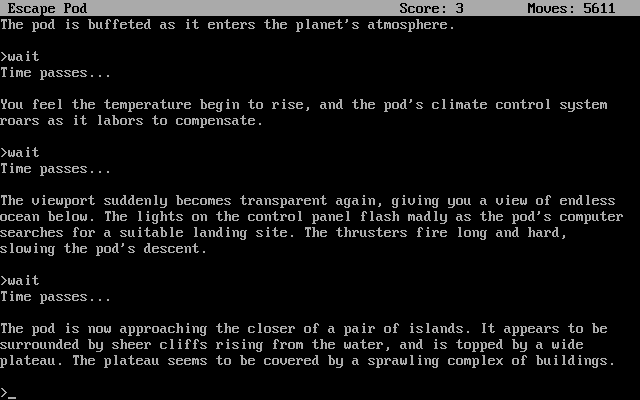 Escape Pod Score: 3 Moves: 5611
The pod is buffeted as it enters the planet's atmosphere.
>wait
Time passes...
You feel the temperature begin to rise, and the pod's climate control system
roars as it labors to compensate.
>wait
Time passes...
The viewport suddenly becomes transparent again, giving you a view of endless
ocean below. The lights on the control panel flash madly as the pod's computer
searches for a suitable landing site. The thrusters fire long and hard,
slowing the pod's descent.
>wait
Time passes...
The pod is now approaching the closer of a pair of islands. It appears to be
surrounded by sheer cliffs rising from the water, and is topped by a wide
plateau. The plateau seems to be covered by a sprawling complex of buildings.
>_